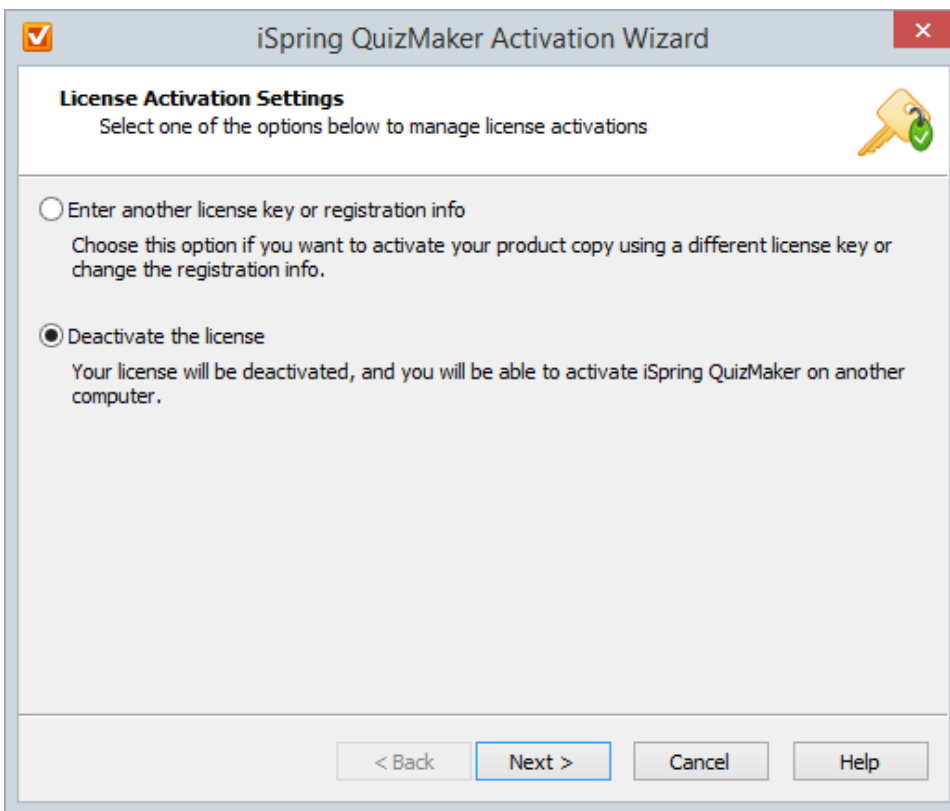 iSpring QuizMaker Activation Wizard
License Activation Settings
Select one of the options below to manage license activations
Enter another license key or registration info
Choose this option if you want to activate your product copy using a different license key or
change the registration info.
Deactivate the license
Your license will be deactivated, and you will be able to activate iSpring QuizMaker on another
computer.
< Back
Next >
Cancel
Help